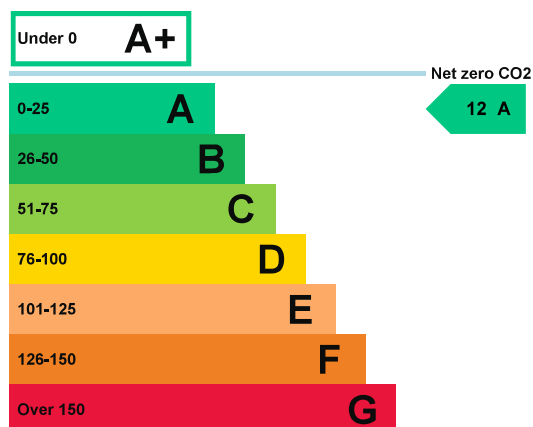 Under 0 A+
Net zero CO2
0-25 A 12 A
26-50 B
51-75 C
76-100 D
101-125 E
126-150 F
Over 150 G